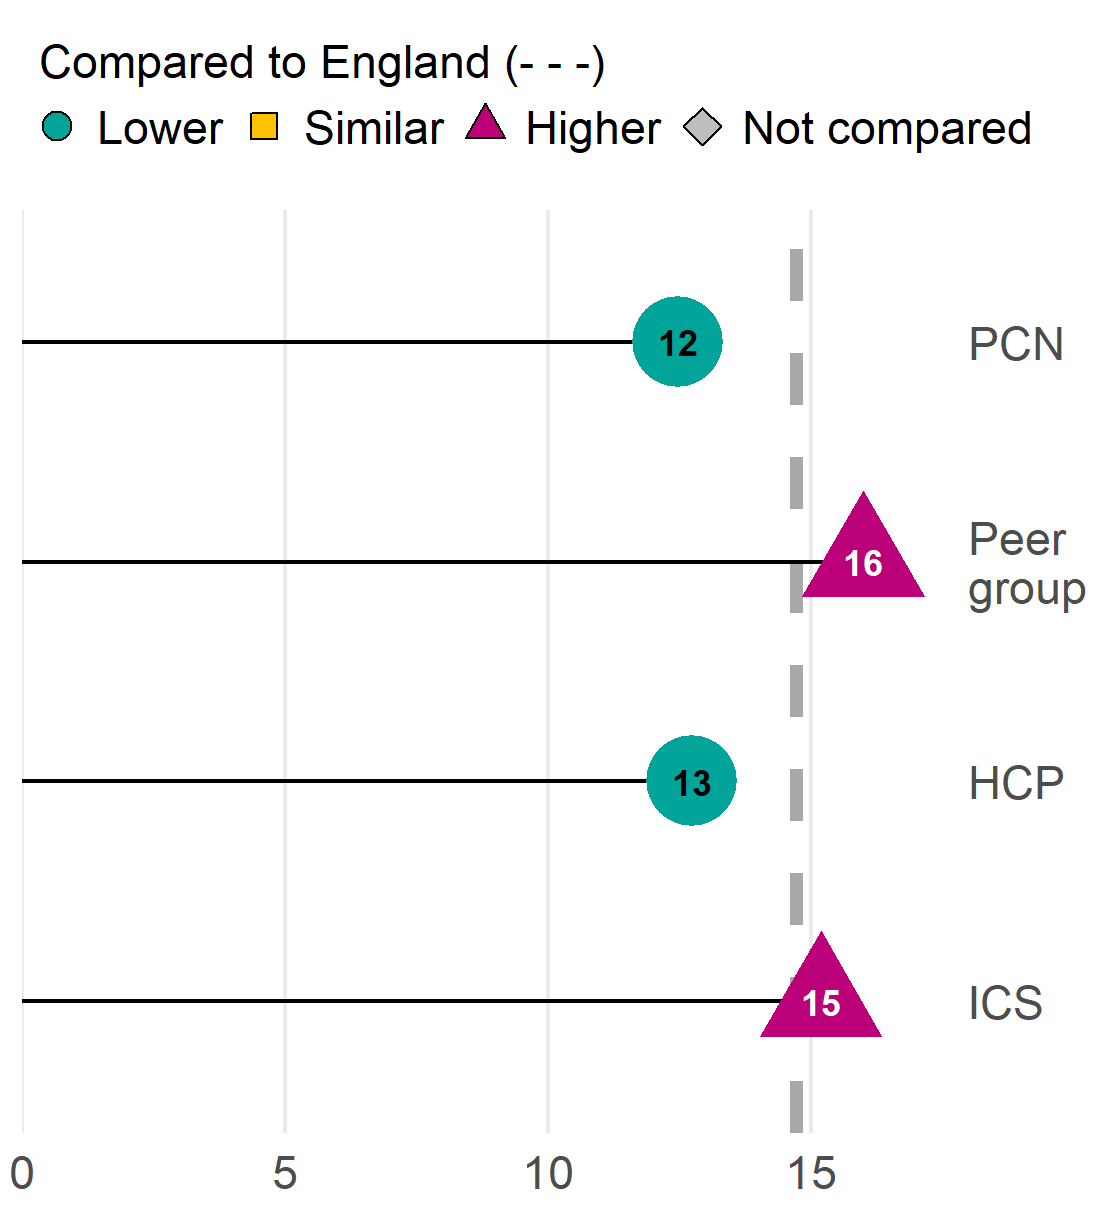 Compared to England (- - -)
Lower Similar Higher Not compared
12 PCN
16 Peer
group
13 HCP
15 ICS
0 5 10 15